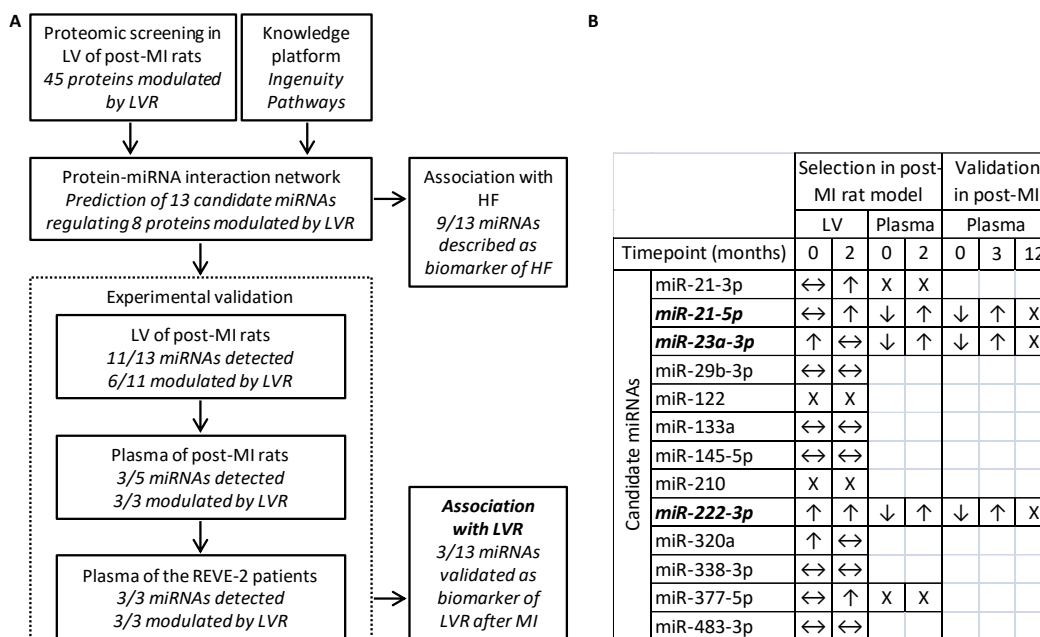 A
Proteomic screening in
LV of post-MI rats
45 proteins modulated
by LVR
Knowledge
platform
Ingenuity
Pathways
Protein-miRNA interaction network
Prediction of 13 candidate miRNAs
regulating 8 proteins modulated by LVR
Association with
HF
9/13 miRNAs
described as
biomarker of HF
Experimental validation
LV of post-MI rats
11/13 miRNAs detected
6/11 modulated by LVR
Plasma of post-MI rats
3/5 miRNAs detected
3/3 modulated by LVR
Plasma of the REVE-2 patients
3/3 miRNAs detected
3/3 modulated by LVR
Association
with LVR
3/13 miRNAs
validated as
biomarker of
LVR after MI
B
Selection in post- Validation
MI rat model in post-MI
LV Plasma Plasma
Timepoint (months) 0 2 0 2 0 3 12
Candidate miRNAs
miR-21-3p ↔ ↑ X X
miR-21-5p ↔ ↑ ↓ ↑ ↓ ↑ X
miR-23a-3p ↑ ↔ ↓ ↑ ↓ ↑ X
miR-29b-3p ↔ ↔
miR-122 X X
miR-133a ↔ ↔
miR-145-5p ↔ ↔
miR-210 X X
miR-222-3p ↑ ↑ ↓ ↑ ↓ ↑ X
miR-320a ↑ ↔
miR-338-3p ↔ ↔
miR-377-5p ↔ ↑ X X
miR-483-3p ↔ ↔